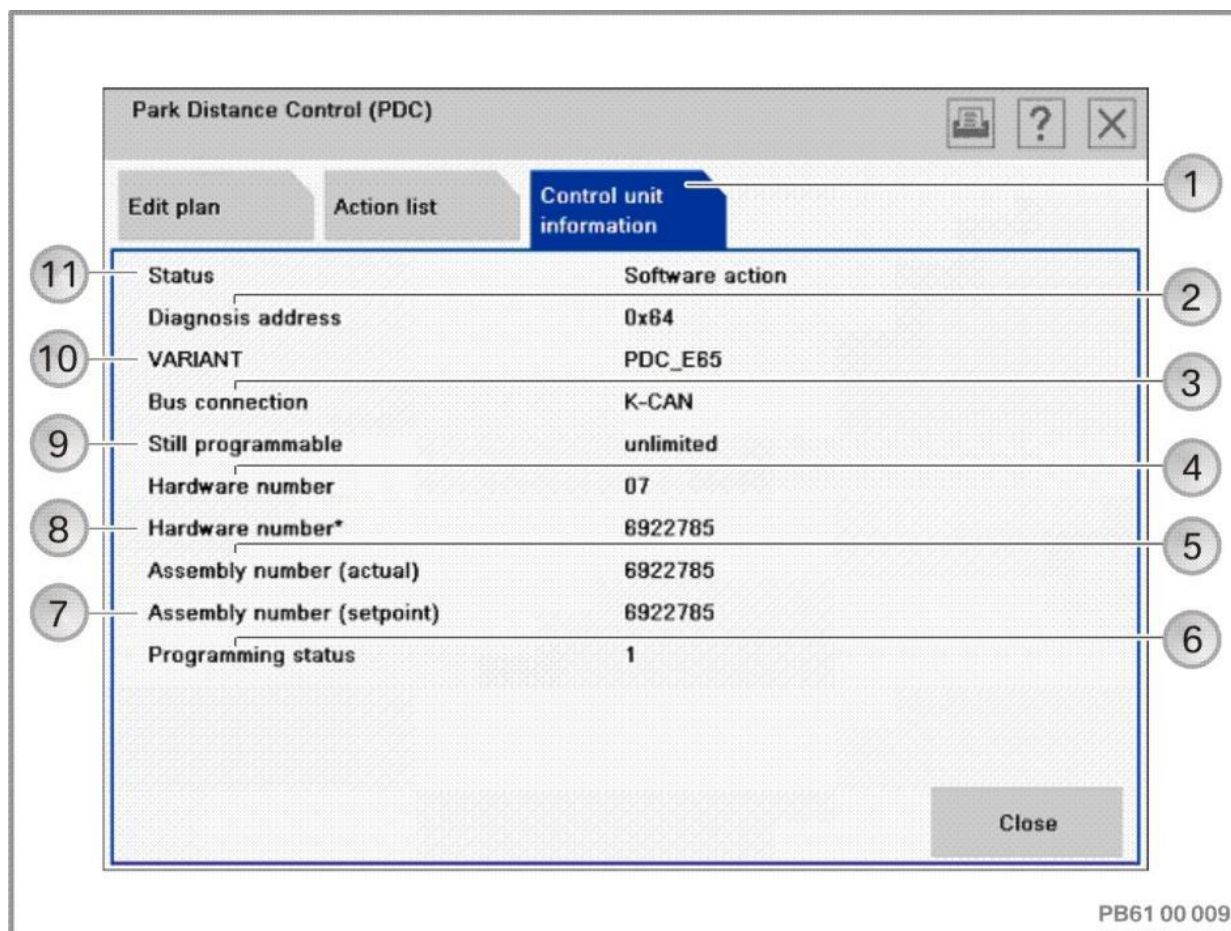 Park Distance Control (PDC)
?
Edit plan
Action list
Control unit
information
1
11
Status
Software action
2
Diagnosis address
0x64
10
VARIANT
PDC_E65
3
Bus connection
K-CAN
9
Still programmable
unlimited
4
Hardware number
07
8
Hardware number*
6922785
5
Assembly number (actual)
6922785
7
Assembly number (setpoint)
6922785
6
Programming status
1
Close
PB61 00 009